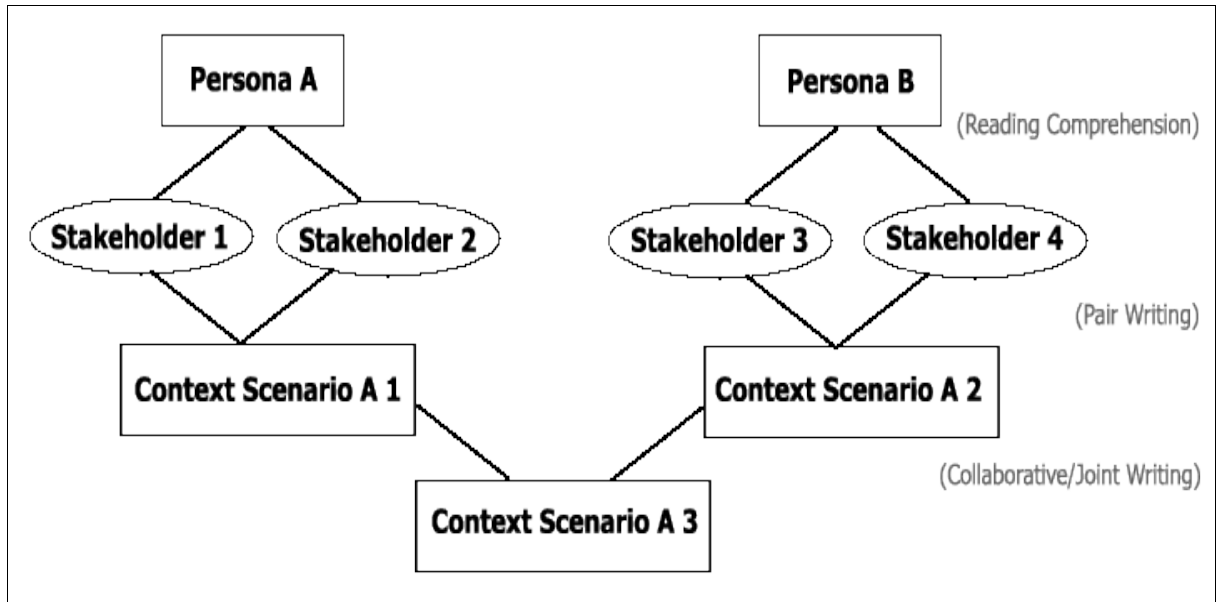 Persona A
Persona B
(Reading Comprehension)
Stakeholder 1
Stakeholder 2
Stakeholder 3
Stakeholder 4
(Pair Writing)
Context Scenario A 1
Context Scenario A 2
(Collaborative/Joint Writing)
Context Scenario A 3